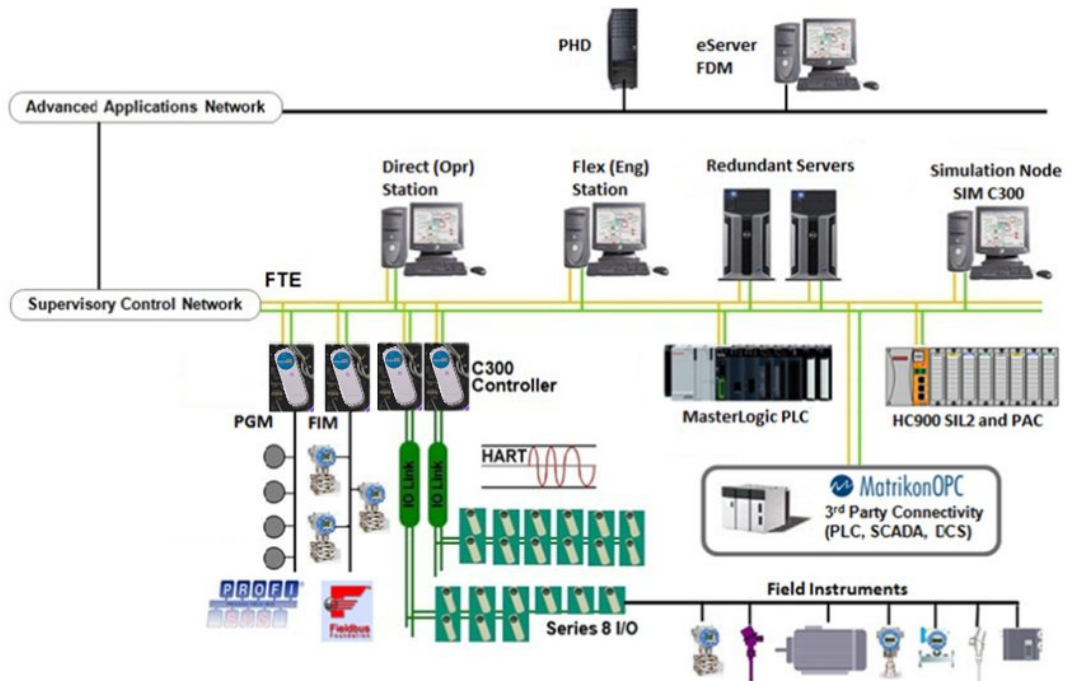 PHD
eServer
FDM
Advanced Applications Network
Direct (Opr)
Station
Flex (Eng)
Station
Redundant Servers
Simulation Node
SIM C300
FTE
Supervisory Control Network
C300
Controller
MasterLogic PLC
HC900 SIL2 and PAC
PGM
FIM
IO Link
IO Link
HART
MatrikonOPC
3rd Party Connectivity
(PLC, SCADA, DCS)
PROFI
BUS
Fieldbus
Foundation
Series 8 I/O
Field Instruments